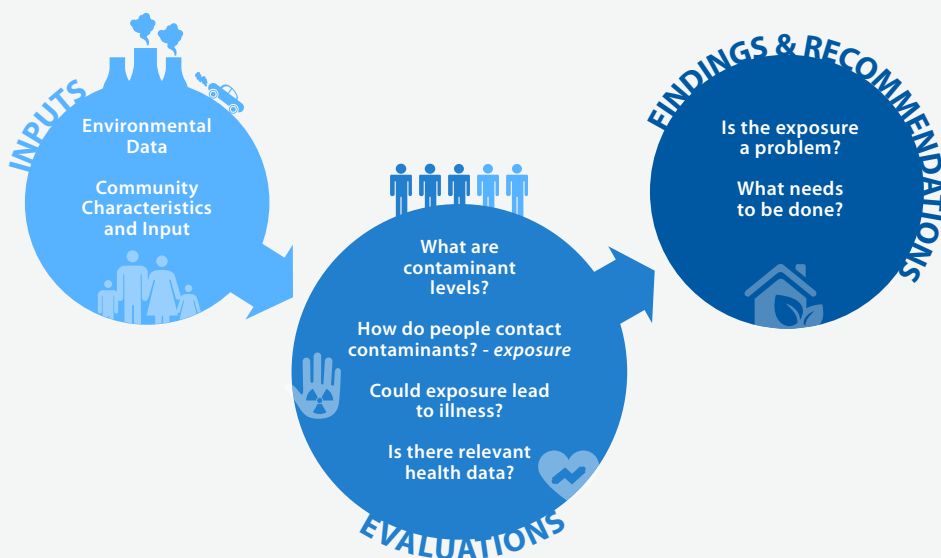 INPUTS
Environmental
Data
Community
Characteristics
and Input
What are
contaminant
levels?
How do people contact
contaminants? - exposure
Could exposure lead
to illness?
Is there relevant
health data?
EVALUATIONS
FINDINGS & RECOMMENDATIONS
Is the exposure
a problem?
What needs
to be done?